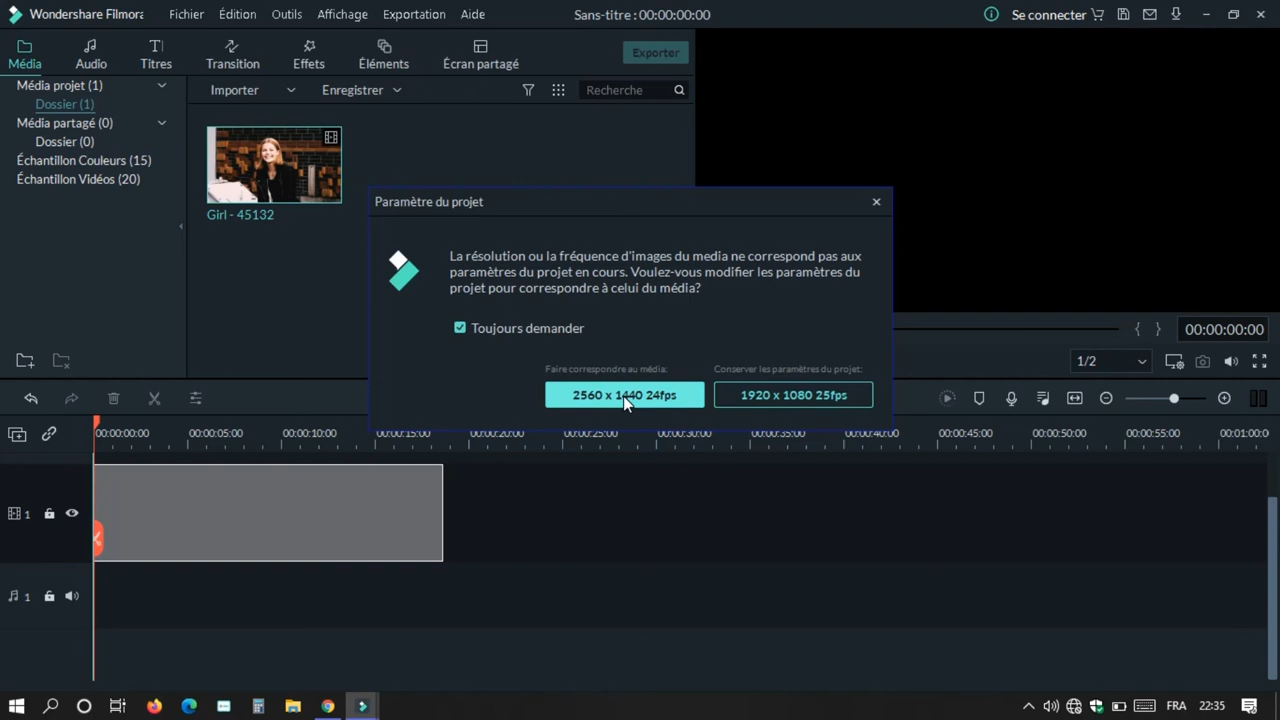 Wondershare Filmora Fichier Édition Outils Affichage Exportation Aide Sans-titre : 00:00:00:00 Se connecter
Média Audio Titres Transition Effets Éléments Écran partagé Exporter
Média projet (1)
Dossier (1)
Média partagé (0)
Dossier (0)
Échantillon Couleurs (15)
Échantillon Vidéos (20)
Importer Enregistrer Recherche
Girl - 45132
Paramètre du projet
La résolution ou la fréquence d'images du media ne correspond pas aux
paramètres du projet en cours. Voulez-vous modifier les paramètres du
projet pour correspondre à celui du média?
Toujours demander
Faire correspondre au média: Conserver les paramètres du projet:
2560 x 1440 24fps 1920 x 1080 25fps
{ } 00:00:00:00
1/2
00:00:00:00 00:00:05:00 00:00:10:00 00:00:15:00 00:00:20:00 00:00:25:00 00:00:30:00 00:00:35:00 00:00:40:00 00:00:45:00 00:00:50:00 00:00:55:00 00:01:00:0
1
1
FRA 22:35